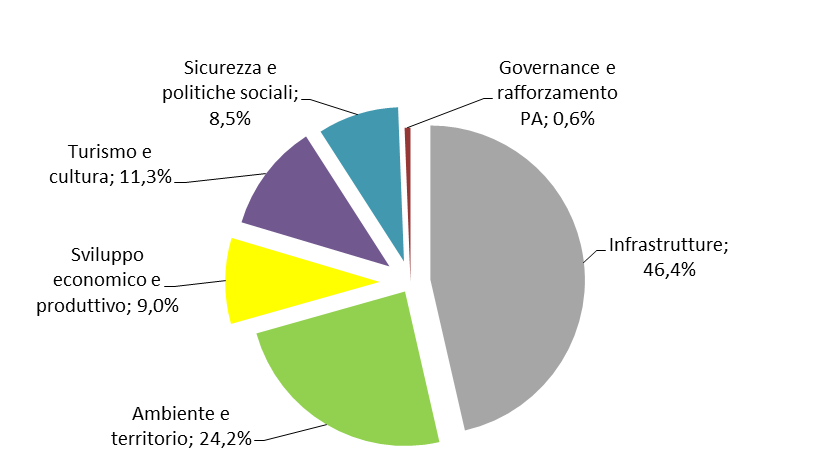 Sicurezza e
politiche sociali;
8,5%
Governance e
rafforzamento
PA; 0,6%
Turismo e
cultura; 11,3%
Infrastrutture;
46,4%
Sviluppo
economico e
produttivo; 9,0%
Ambiente e
territorio; 24,2%